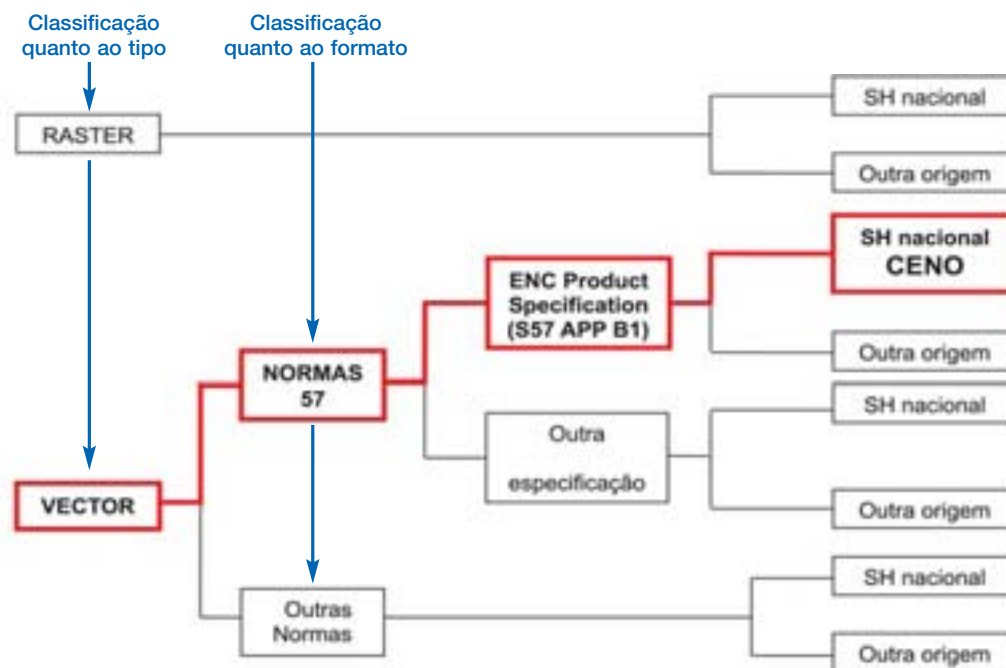 Classificação
quanto ao tipo
Classificação
quanto ao formato
RASTER
SH nacional
Outra origem
SH nacional
CENO
ENC Product
Specification
(S57 APP B1)
Outra origem
NORMAS
57
SH nacional
Outra
especificação
VECTOR
Outra origem
SH nacional
Outras
Normas
Outra origem